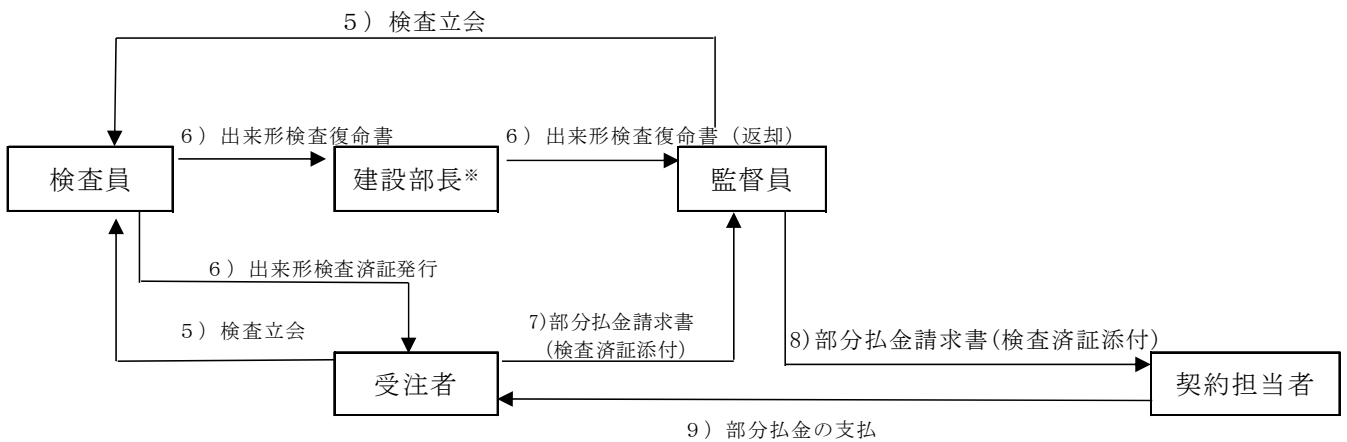 5）検査立会
6）出来形検査復命書
6）出来形検査復命書（返却）
検査員
建設部長※
監督員
6）出来形検査済証発行
5）検査立会
7)部分払金請求書
(検査済証添付)
8)部分払金請求書(検査済証添付)
受注者
契約担当者
9）部分払金の支払